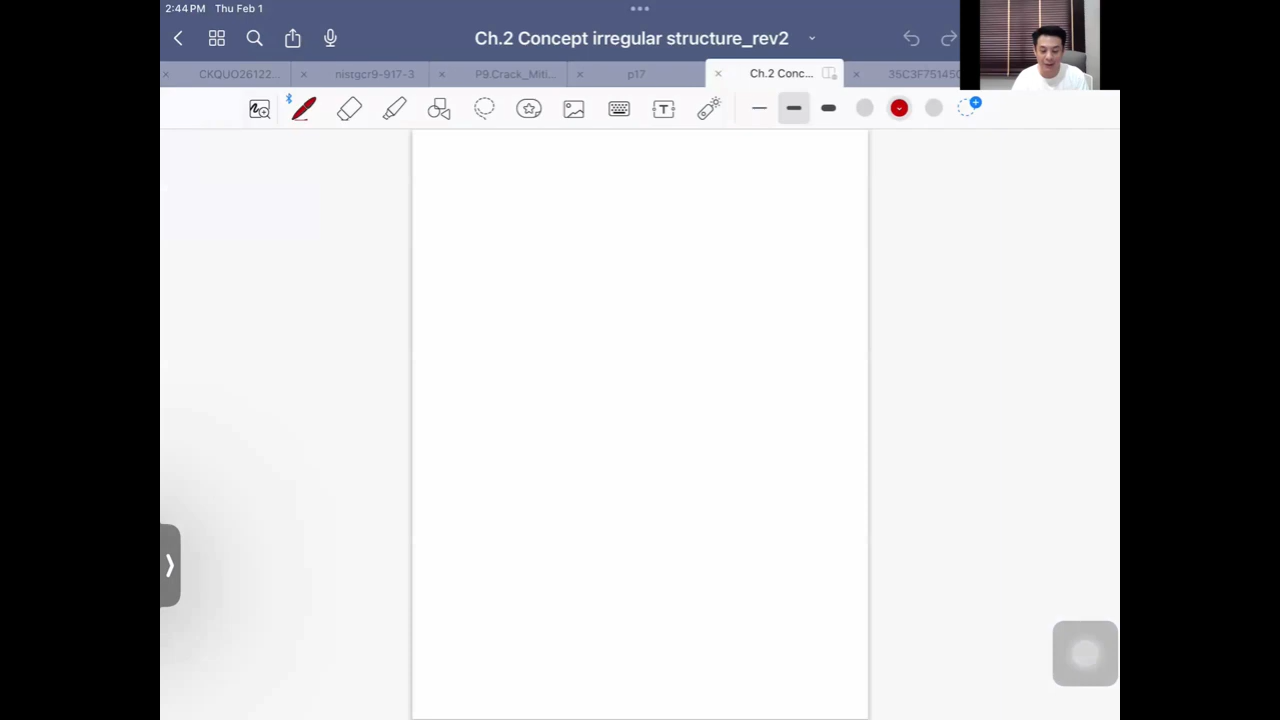 2:44 PM Thu Feb 1
Ch.2 Concept irregular structure_rev2
CKQUO26122...
nistgcr9-917-3
P9.Crack_Miti...
p17
Ch.2 Conc...
35C3F75145
T